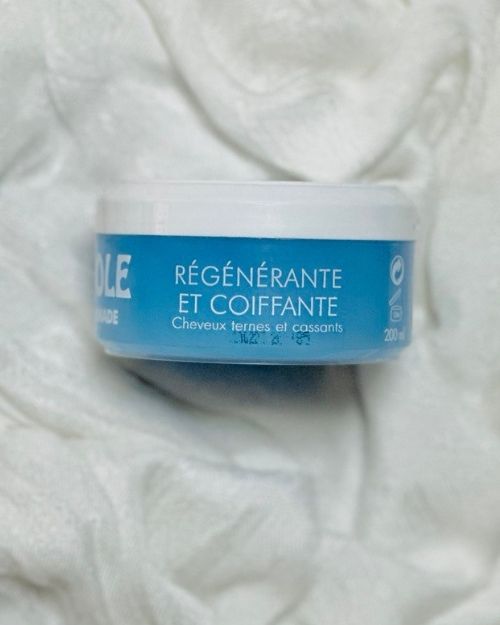 OLE
RÉGÉNÉRANTE
ET COIFFANTE
Cheveux ternes et cassants
200 ml